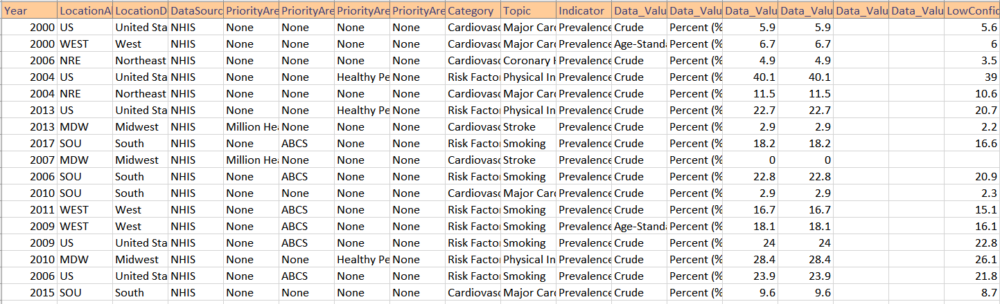 Year LocationAl LocationD DataSourc PriorityAre PriorityAre PriorityAre PriorityAre Category Topic Indicator Data_Valu Data_Valu Data_Valu Data_Valu Data_Valu Data_Valu LowConfid
2000 US United Sta NHIS None None None None Cardiovasc Major Card Prevalence Crude Percent (% 5.9 5.9 5.6
2000 WEST West NHIS None None None None Cardiovasc Major Card Prevalence Age-Standa Percent (% 6.7 6.7 6
2006 NRE Northeast NHIS None None None None Cardiovasc Coronary H Prevalence Crude Percent (% 4.9 4.9 3.5
2004 US United Sta NHIS None None Healthy Pe None Risk Facto Physical In Prevalence Crude Percent (% 40.1 40.1 39
2004 NRE Northeast NHIS None None None None Cardiovasc Major Card Prevalence Crude Percent (% 11.5 11.5 10.6
2013 US United Sta NHIS None None Healthy Pe None Risk Facto Physical In Prevalence Crude Percent (% 22.7 22.7 20.7
2013 MDW Midwest NHIS Million Hea None None None Cardiovasc Stroke Prevalence Crude Percent (% 2.9 2.9 2.2
2017 SOU South NHIS None ABCS None None Risk Facto Smoking Prevalence Crude Percent (% 18.2 18.2 16.6
2007 MDW Midwest NHIS Million Hea None None None Cardiovasc Stroke Prevalence Crude Percent (% 0 0
2006 SOU South NHIS None ABCS None None Risk Facto Smoking Prevalence Crude Percent (% 22.8 22.8 20.9
2010 SOU South NHIS None None None None Cardiovasc Major Card Prevalence Crude Percent (% 2.9 2.9 2.3
2011 WEST West NHIS None ABCS None None Risk Facto Smoking Prevalence Crude Percent (% 16.7 16.7 15.1
2009 WEST West NHIS None ABCS None None Risk Facto Smoking Prevalence Age-Standa Percent (% 18.1 18.1 16.1
2009 US United Sta NHIS None ABCS None None Risk Facto Smoking Prevalence Crude Percent (% 24 24 22.8
2010 MDW Midwest NHIS None None Healthy Pe None Risk Facto Physical In Prevalence Crude Percent (% 28.4 28.4 26.1
2006 US United Sta NHIS None ABCS None None Risk Facto Smoking Prevalence Crude Percent (% 23.9 23.9 21.8
2015 SOU South NHIS None None None None Cardiovasc Major Card Prevalence Crude Percent (% 9.6 9.6 8.7